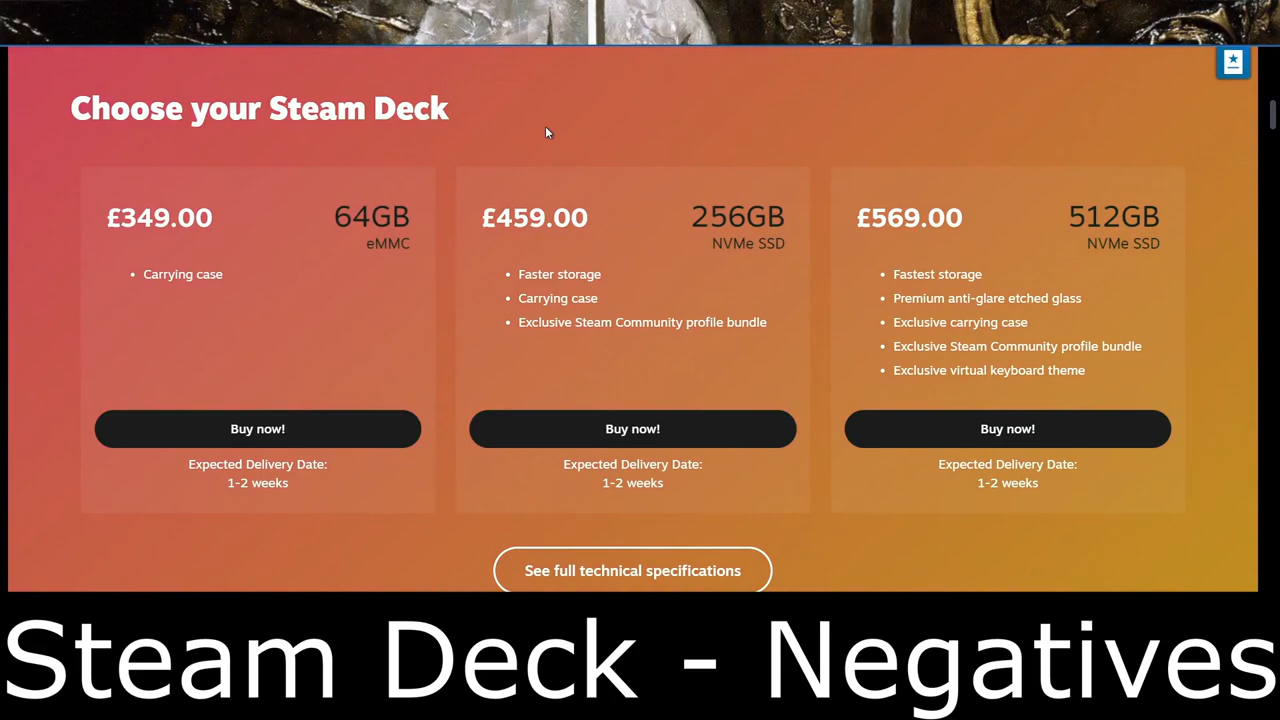 Choose your Steam Deck
£349.00
64GB
eMMC
• Carrying case
Buy now!
Expected Delivery Date:
1-2 weeks
£459.00
256GB
NVMe SSD
• Faster storage
• Carrying case
• Exclusive Steam Community profile bundle
Buy now!
Expected Delivery Date:
1-2 weeks
£569.00
512GB
NVMe SSD
• Fastest storage
• Premium anti-glare etched glass
• Exclusive carrying case
• Exclusive Steam Community profile bundle
• Exclusive virtual keyboard theme
Buy now!
Expected Delivery Date:
1-2 weeks
See full technical specifications
Steam Deck - Negatives